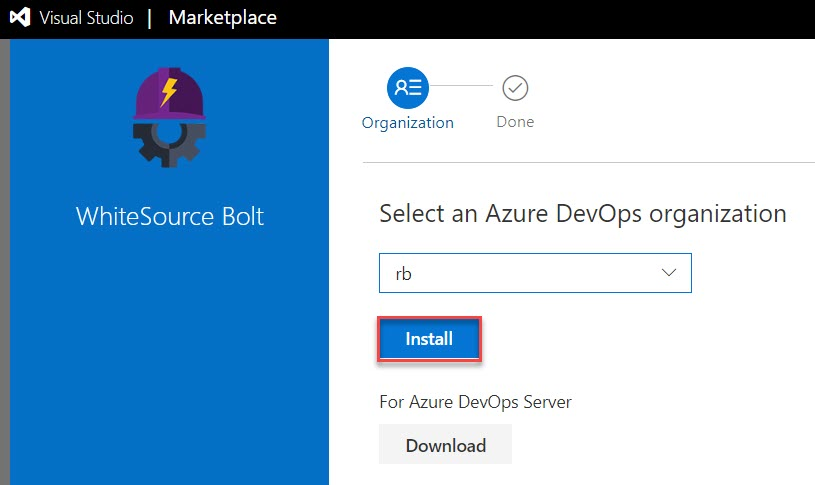 Visual Studio | Marketplace
WhiteSource Bolt
Organization
Done
Select an Azure DevOps organization
rb
Install
For Azure DevOps Server
Download